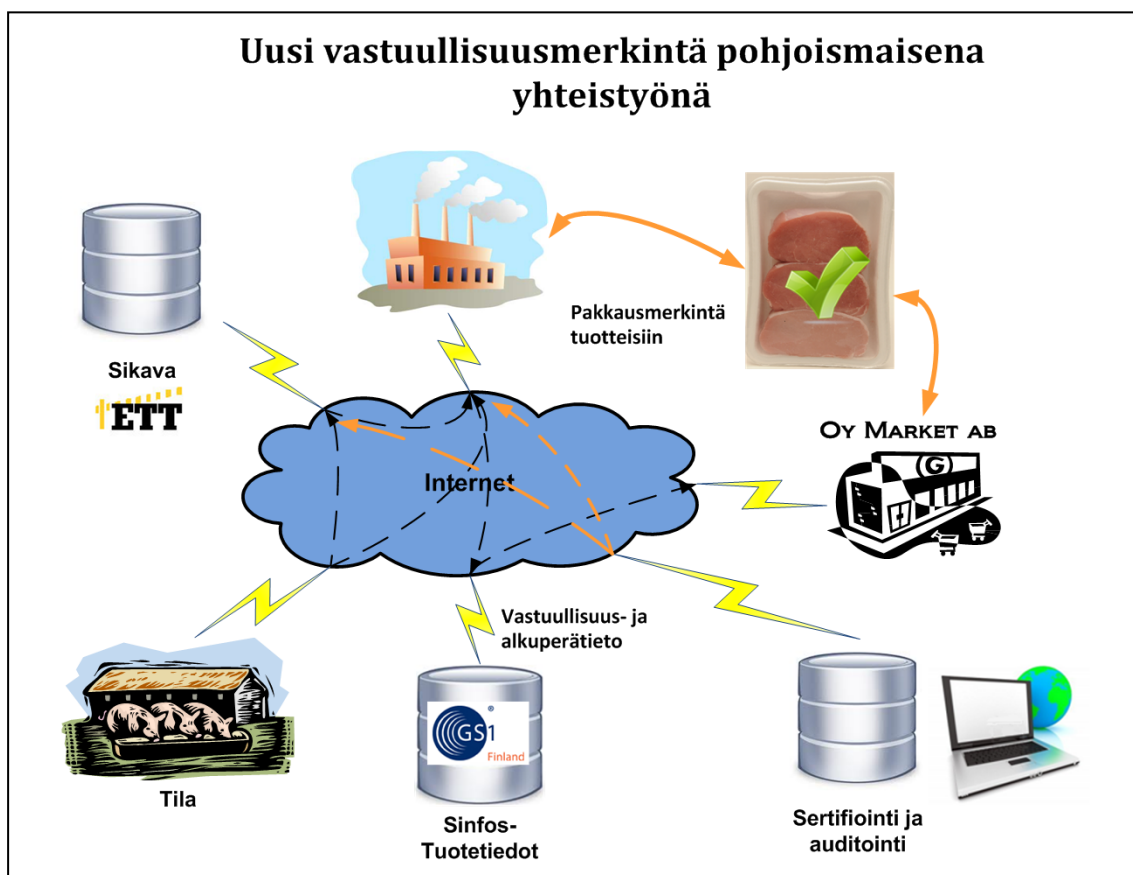 Uusi vastuullisuusmerkintä pohjoismaisena
yhteistyönä
Pakkausmerkintä
tuotteisiin
Sikava
ETT
OY MARKET AB
G
Internet
Vastuullisuus- ja
alkuperätieto
GS1
®
Finland
Tila
Sinfos-
Tuotetiedot
Sertifiointi ja
auditointi